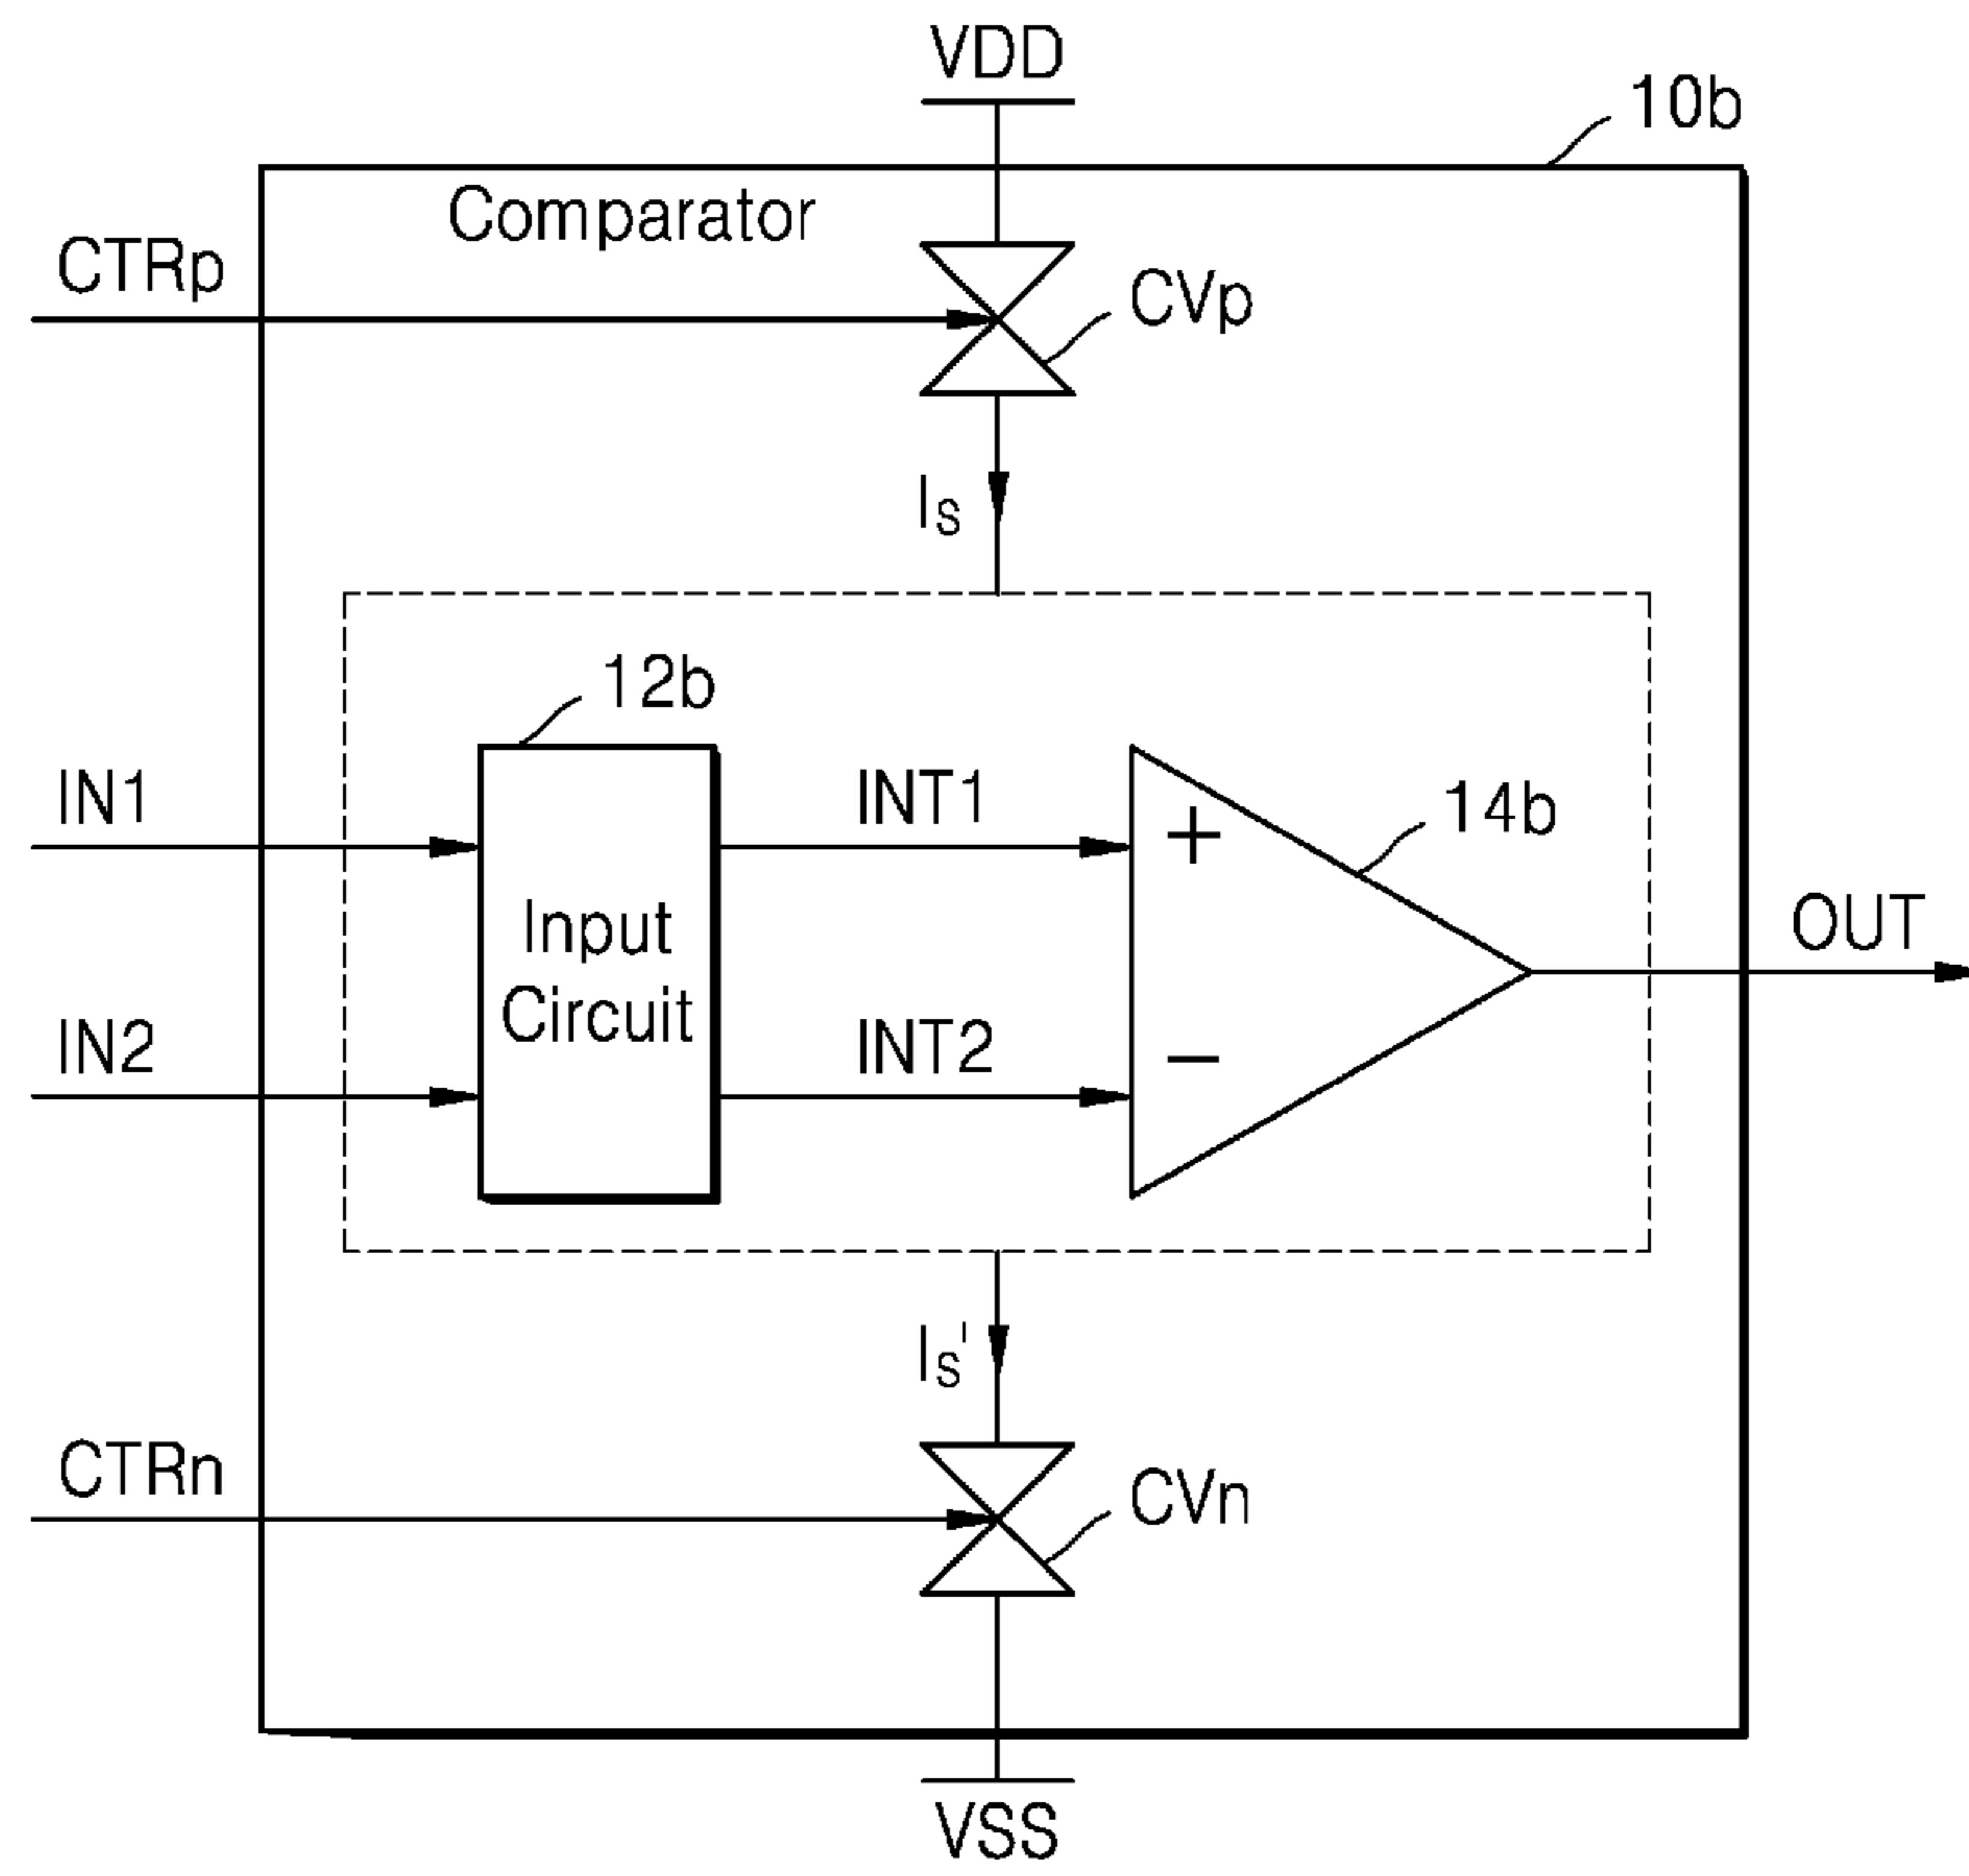 VDD
10b
Comparator
CTRp
CVp
Is
12b
IN1
INT1
14b
+
Input
Circuit
OUT
IN2
INT2
−
Is'
CTRn
CVn
VSS